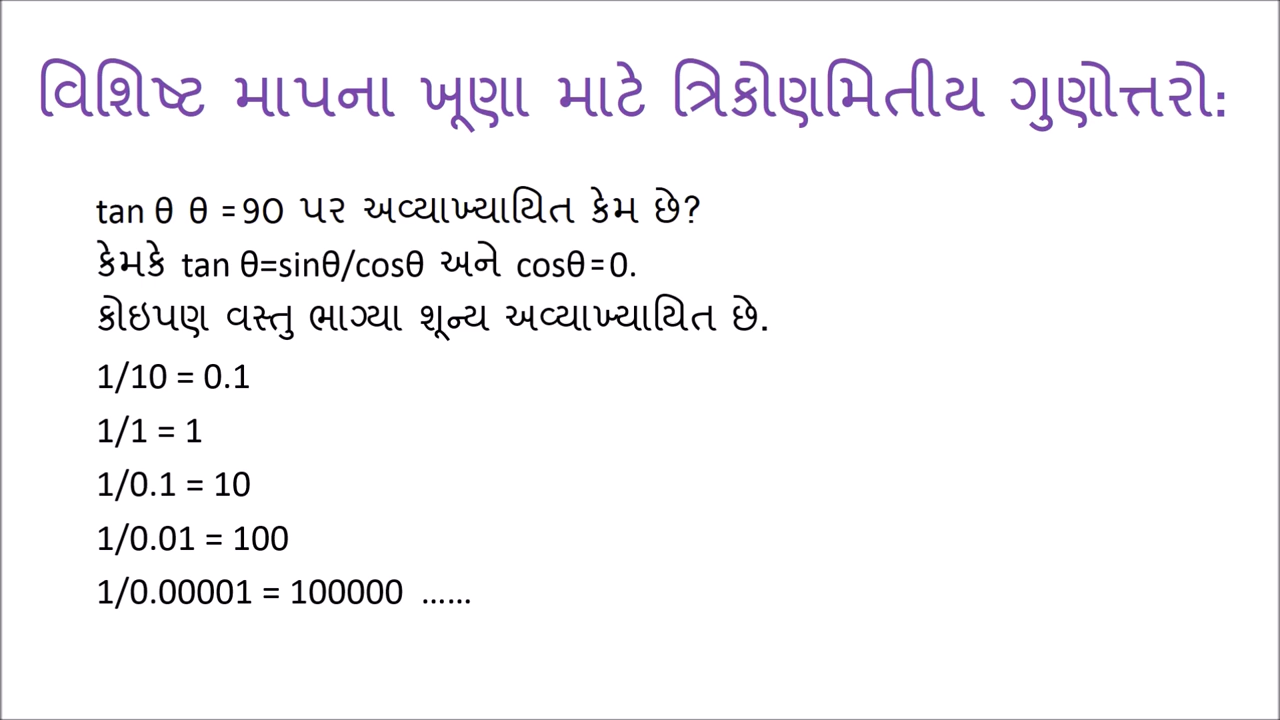 વિશિષ્ટ માપના ખૂણા માટે ત્રિકોણમિતીય ગુણોત્તરો:
tan θ θ =90 પર અવ્યાખ્યાયિત કેમ છે?
કેમકે tan θ=sinθ/cosθ અને cosθ=0.
કોઇપણ વસ્તુ ભાગ્યા શૂન્ય અવ્યાખ્યાયિત છે.
1/10 = 0.1
1/1 = 1
1/0.1 = 10
1/0.01 = 100
1/0.00001 = 100000 ......